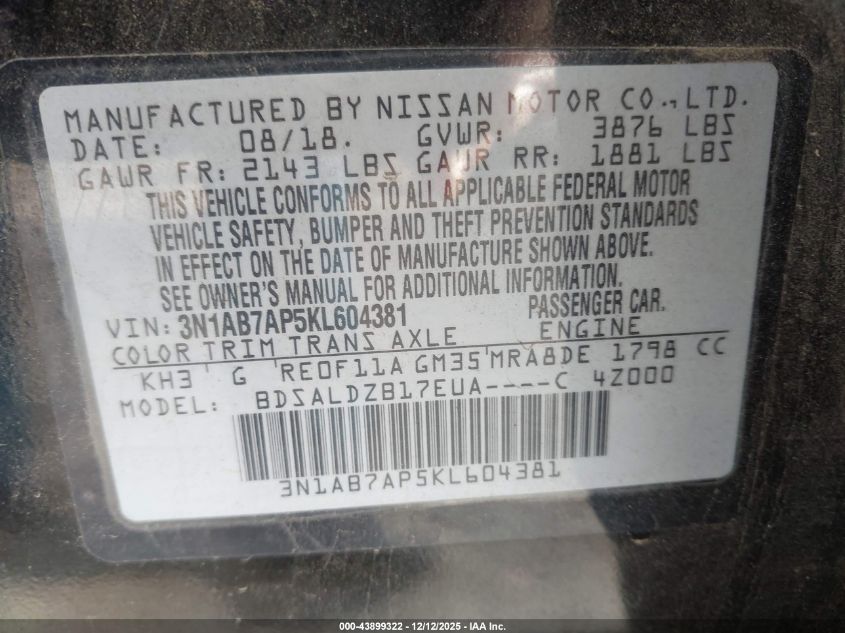 MANUFACTURED BY NISSAN MOTOR CO., LTD.
DATE: 08/18. GVWR: 3876 LBS
GAWR FR: 2143 LBS GAWR RR: 1881 LBS
THIS VEHICLE CONFORMS TO ALL APPLICABLE FEDERAL MOTOR
VEHICLE SAFETY, BUMPER AND THEFT PREVENTION STANDARDS
IN EFFECT ON THE DATE OF MANUFACTURE SHOWN ABOVE.
SEE OWNER'S MANUAL FOR ADDITIONAL INFORMATION.
VIN: 3N1AB7AP5KL604381 PASSENGER CAR.
COLOR TRIM TRANS AXLE ENGINE
KH3 G RE0F11A GM35 MRA8DE 1798 CC
MODEL: BDSALDZB17EUA----C 4Z000
3N1AB7AP5KL604381
000-43899322 - 12/12/2025 - IAA Inc.